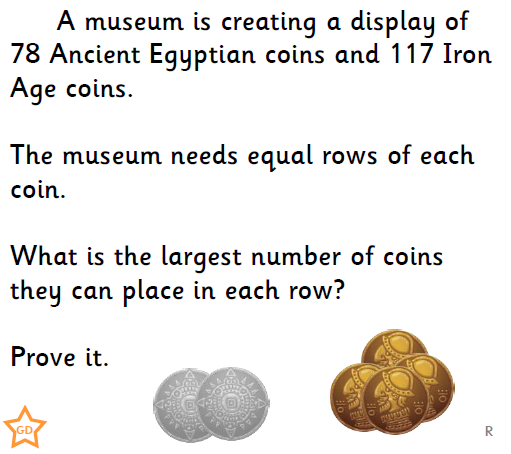 A museum is creating a display of
78 Ancient Egyptian coins and 117 Iron
Age coins.
The museum needs equal rows of each
coin.
What is the largest number of coins
they can place in each row?
Prove it.
GD
R